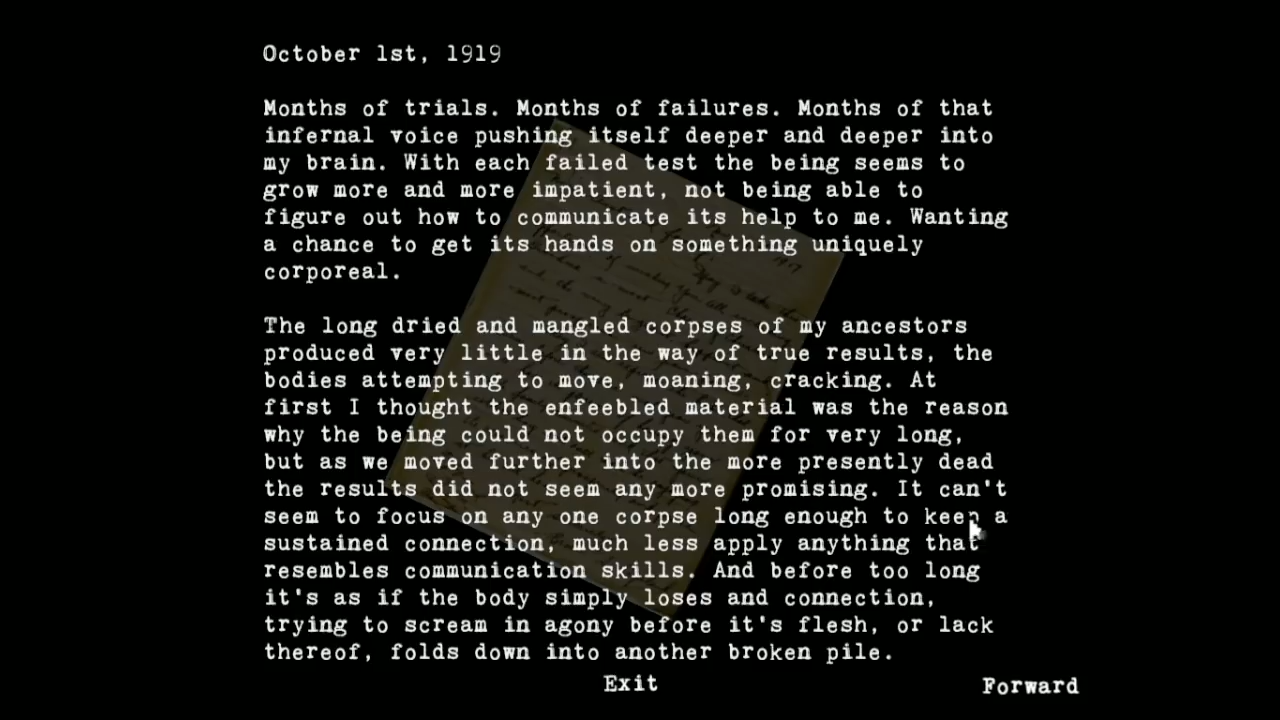 October 1st, 1919
Months of trials. Months of failures. Months of that
infernal voice pushing itself deeper and deeper into
my brain. With each failed test the being seems to
grow more and more impatient, not being able to
figure out how to communicate its help to me. Wanting
a chance to get its hands on something uniquely
corporeal.
The long dried and mangled corpses of my ancestors
produced very little in the way of true results, the
bodies attempting to move, moaning, cracking. At
first I thought the enfeebled material was the reason
why the being could not occupy them for very long,
but as we moved further into the more presently dead
the results did not seem any more promising. It can't
seem to focus on any one corpse long enough to keep a
sustained connection, much less apply anything that
resembles communication skills. And before too long
it's as if the body simply loses and connection,
trying to scream in agony before it's flesh, or lack
thereof, folds down into another broken pile.
Exit
Forward